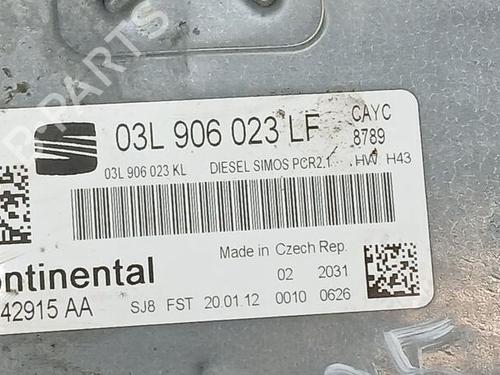 03L 906 023 LF CAYC
8789
03L 906 023 KL DIESEL SIMOS PCR2.1 .HW H43
Made in Czech Rep.
02 2031
ontinental
42915 AA SJ8 FST 20.01.12 0010 0626